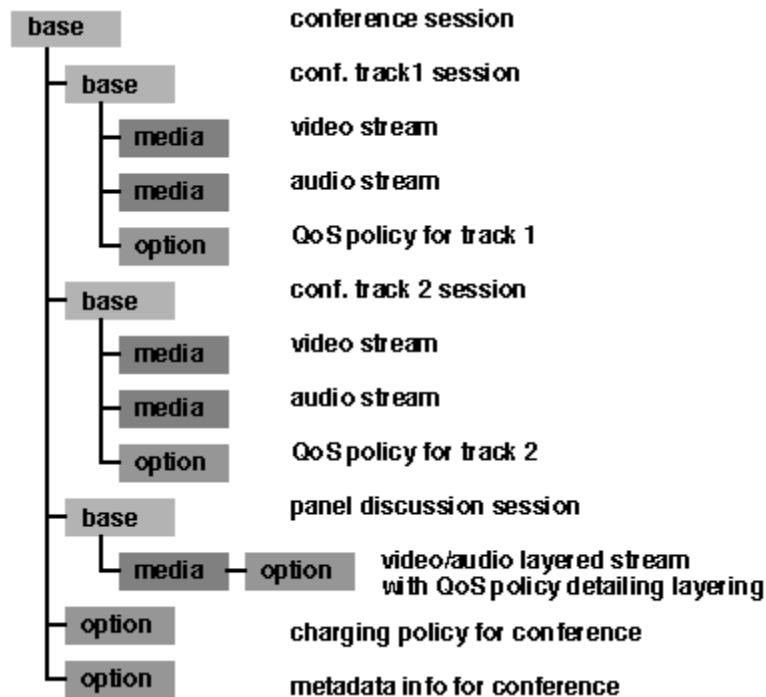 base conference session
base conf. track1 session
media video stream
media audio stream
option QoS policy for track 1
base conf. track 2 session
media video stream
media audio stream
option QoS policy for track 2
base panel discussion session
media option video/audio layered stream
with QoS policy detailing layering
option charging policy for conference
option metadata info for conference